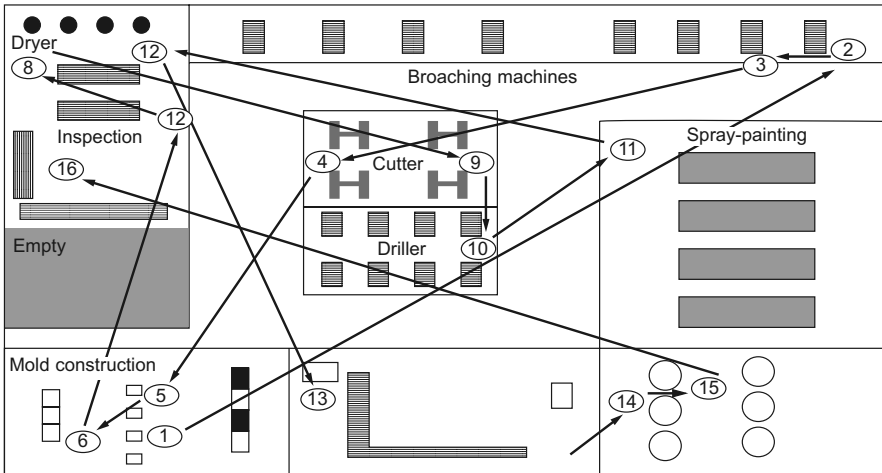 Dryer
12
2
3
8
Broaching machines
12
Inspection
Spray-painting
11
16
4
Cutter
9
Empty
Driller
10
Mold construction
5
13
14
15
6
1